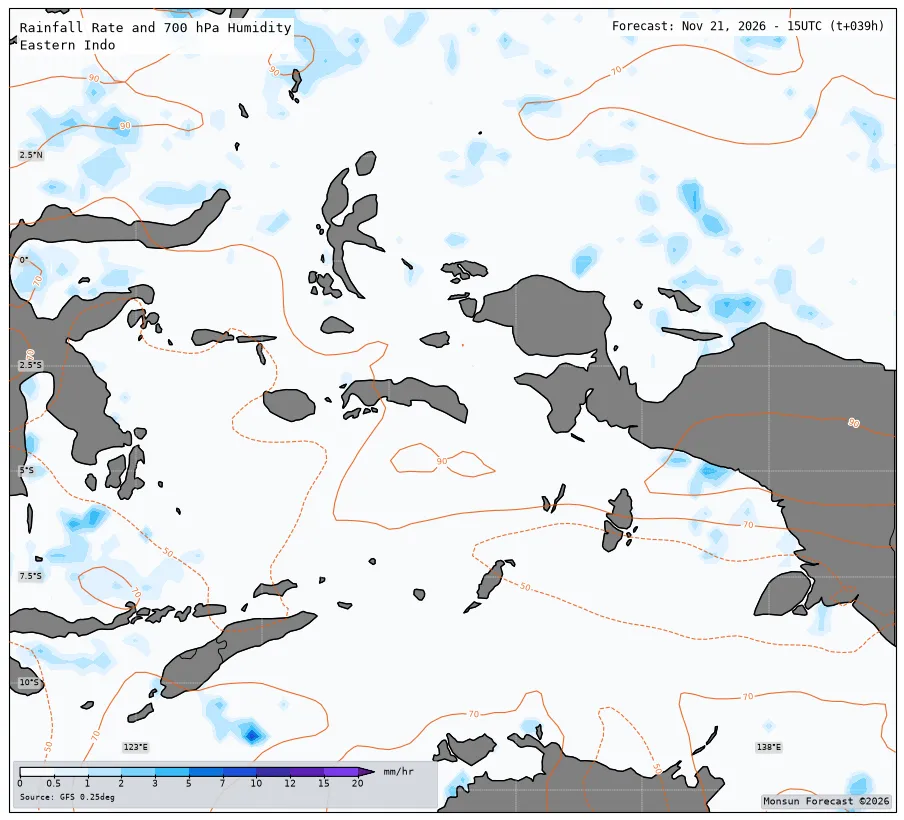 Rainfall Rate and 700 hPa Humidity
Eastern Indo
Forecast: Nov 21, 2026 - 15UTC (t+039h)
90
90
70
90
2.5°N
0°
70
70
2.5°S
90
90
5°S
50
70
7.5°S
70
50
10°S
50
70
70
70
50
123°E
138°E
0 0.5 1 2 3 5 7 10 12 15 20 mm/hr
Source: GFS 0.25deg
Monsun Forecast ©2026